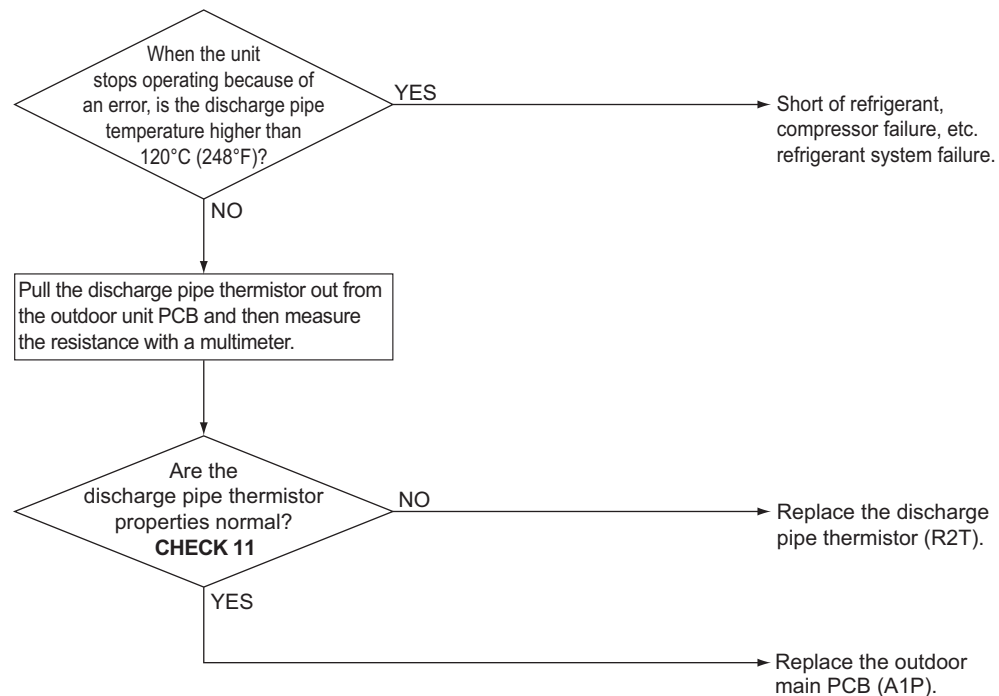 When the unit
stops operating because of
an error, is the discharge pipe
temperature higher than
120°C (248°F)?
YES
Short of refrigerant,
compressor failure, etc.
refrigerant system failure.
NO
Pull the discharge pipe thermistor out from
the outdoor unit PCB and then measure
the resistance with a multimeter.
Are the
discharge pipe thermistor
properties normal?
CHECK 11
NO
Replace the discharge
pipe thermistor (R2T).
YES
Replace the outdoor
main PCB (A1P).